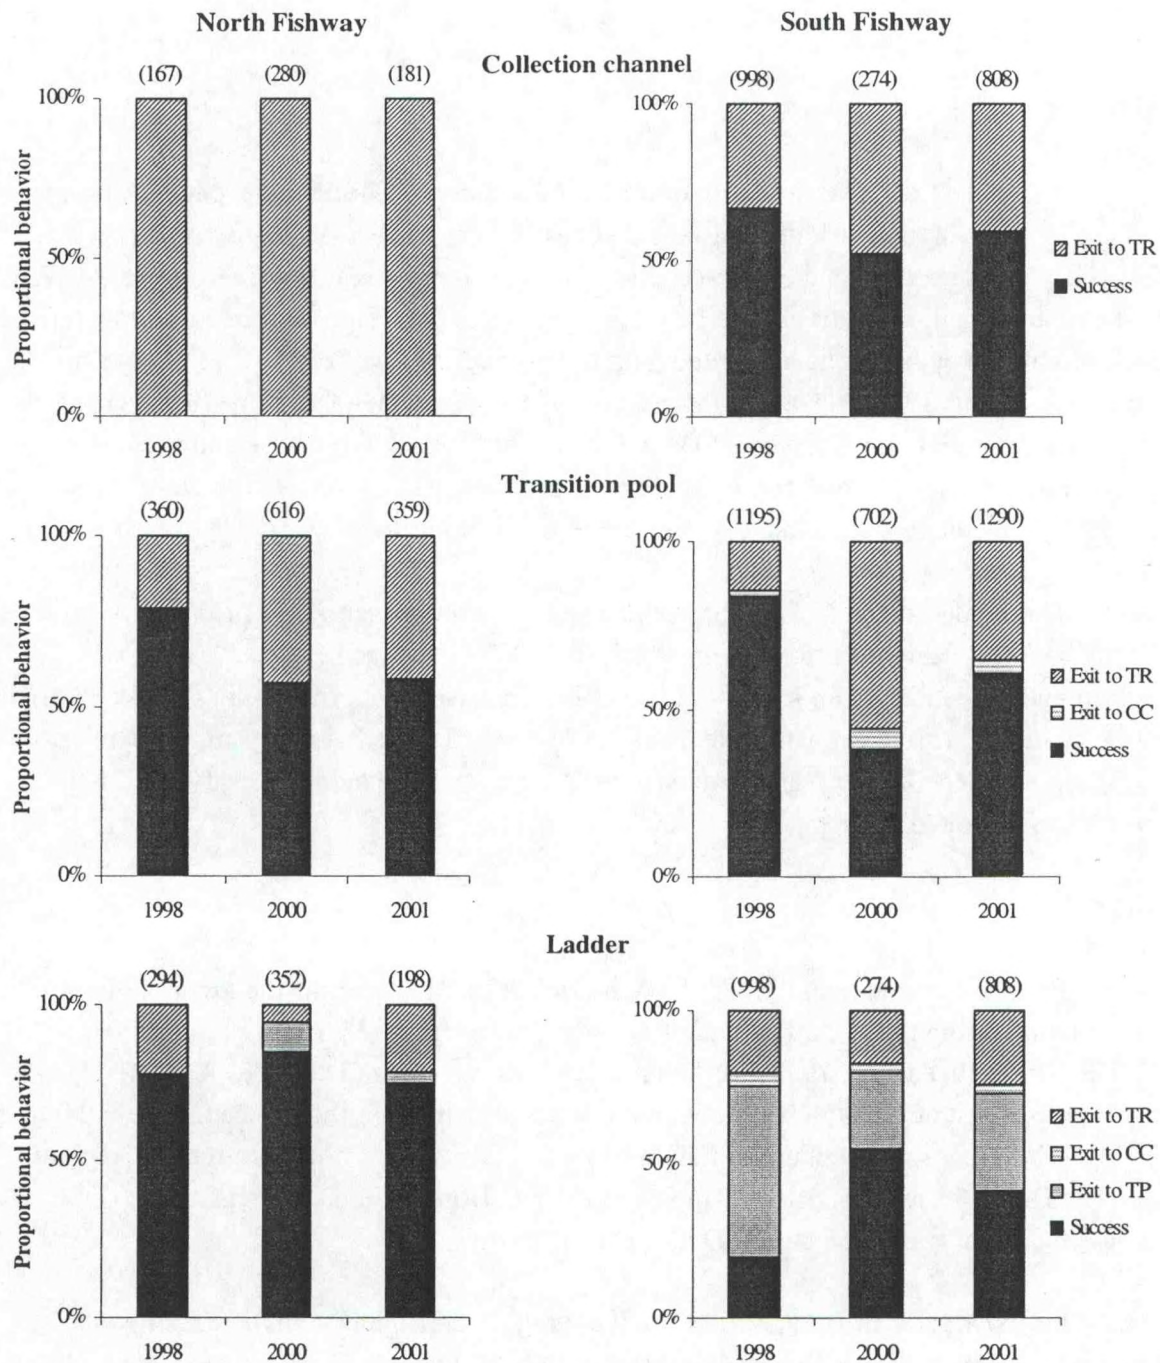 North Fishway
South Fishway
Collection channel
(167) (280) (181)
100%
50%
0%
Proportional behavior
1998 2000 2001
(998) (274) (808)
100%
50%
0%
1998 2000 2001
Exit to TR
Success
Transition pool
(360) (616) (359)
100%
50%
0%
Proportional behavior
1998 2000 2001
(1195) (702) (1290)
100%
50%
0%
1998 2000 2001
Exit to TR
Exit to CC
Success
Ladder
(294) (352) (198)
100%
50%
0%
Proportional behavior
1998 2000 2001
(998) (274) (808)
100%
50%
0%
1998 2000 2001
Exit to TR
Exit to CC
Exit to TP
Success